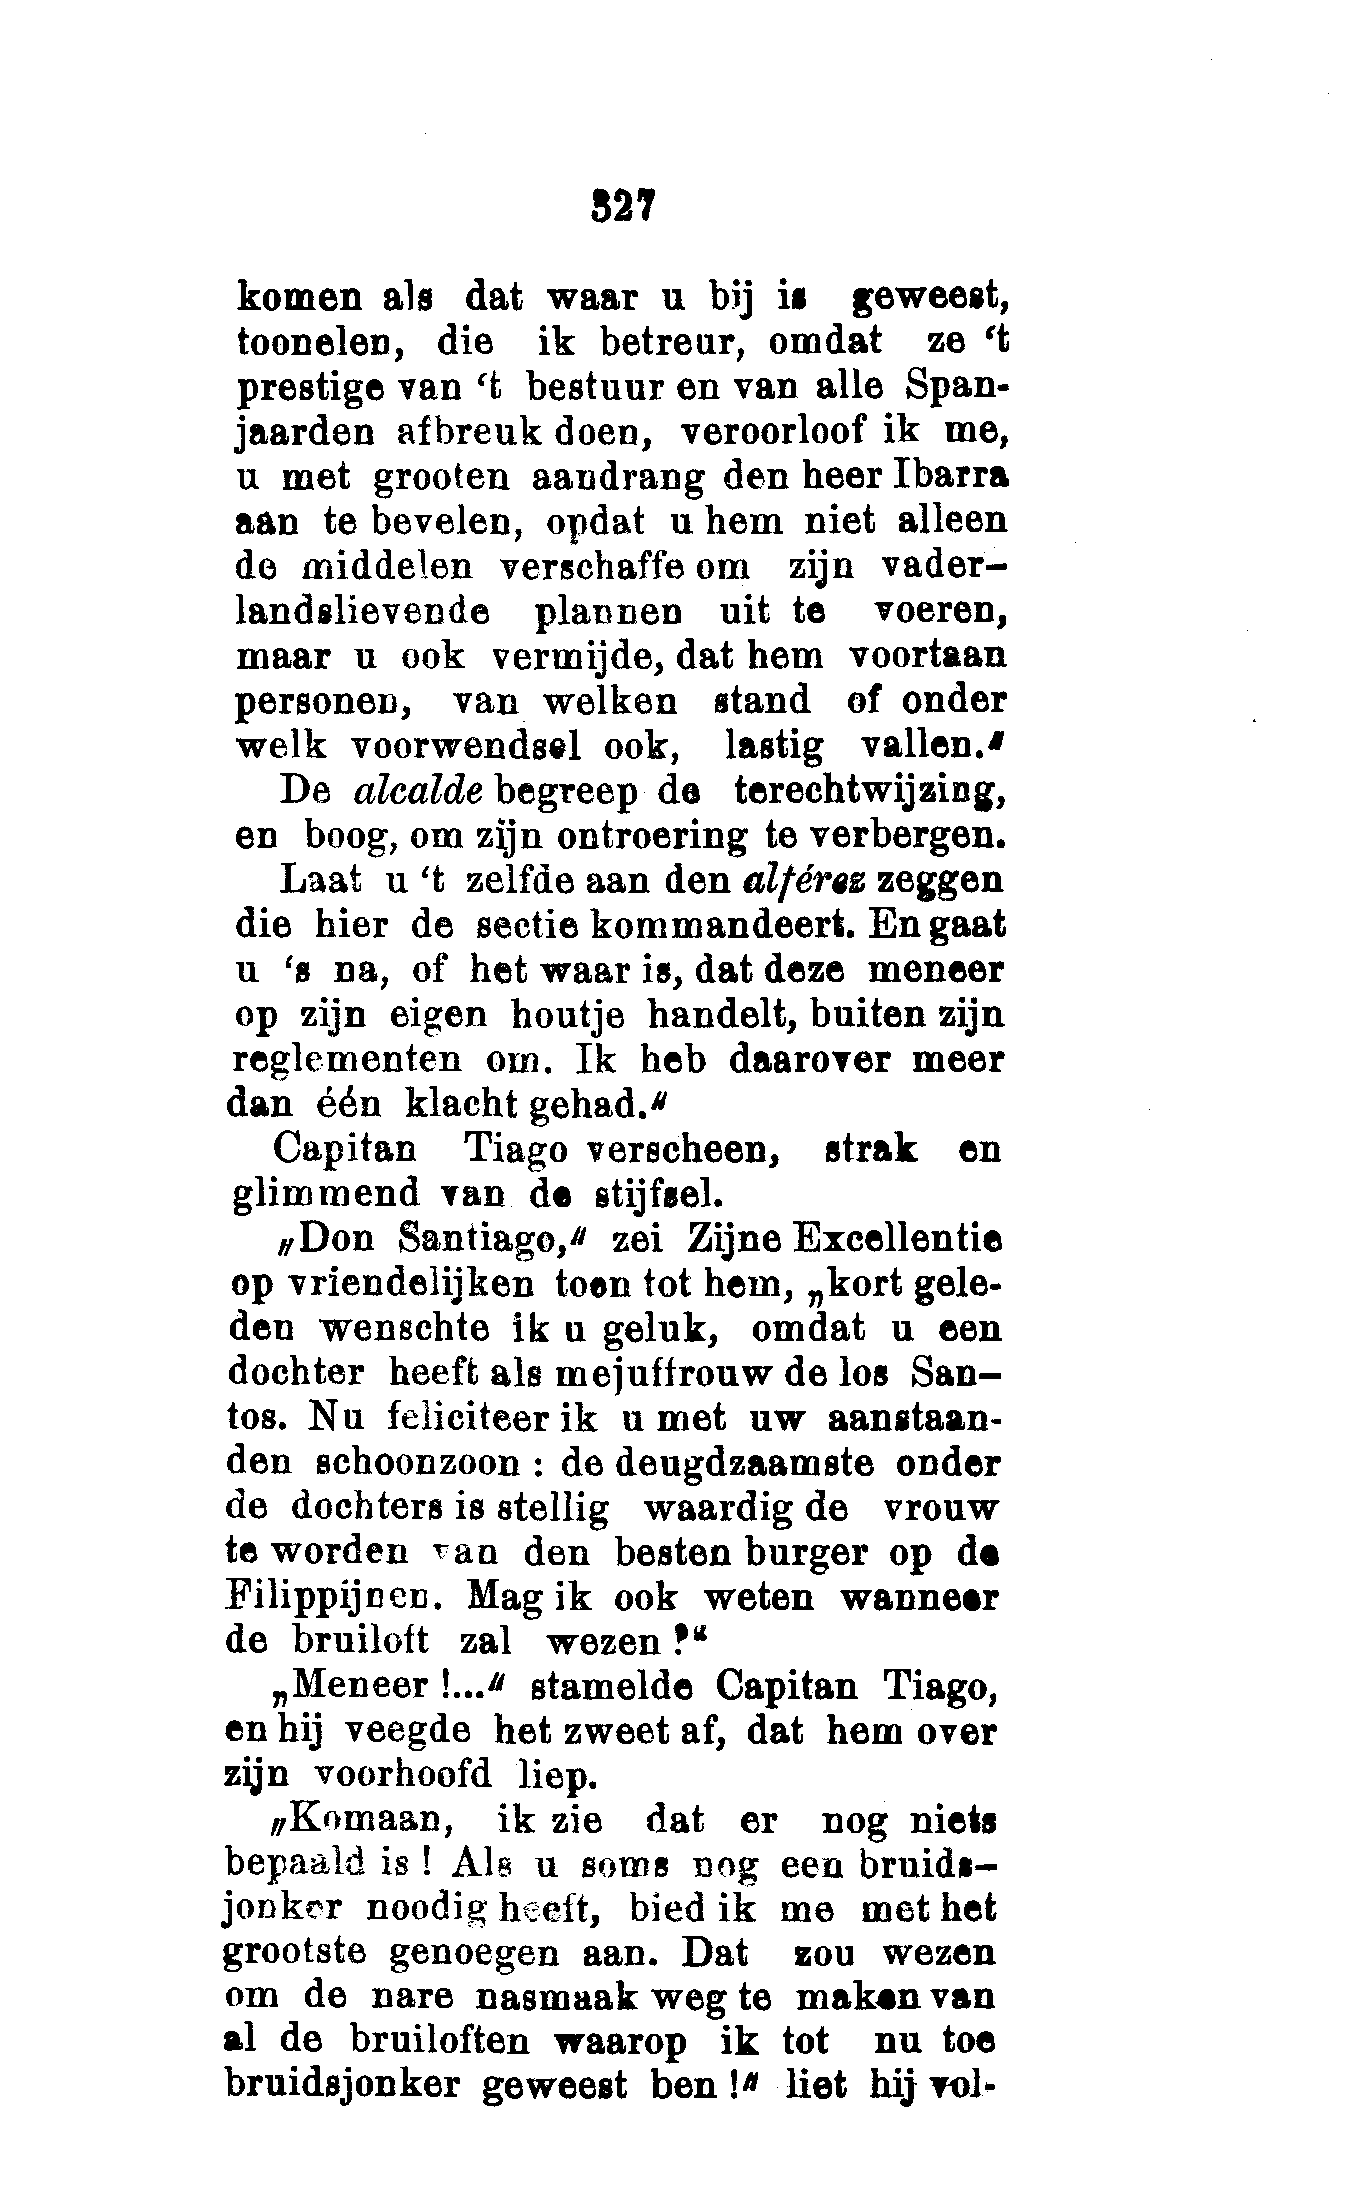 327
komen als dat waar u bij is geweest,
toonelen, die ik betreur, omdat ze ‘t
prestige van ‘t bestuur en van alle Span-
jaarden afbreuk doen, veroorloof ik me,
u met grooten aandrang den heer Ibarra
aan te bevelen, opdat u hem niet alleen
de middelen verschaffe om zijn vader-
landslievende plannen uit te voeren,
maar u ook vermijde, dat hem voortaan
personen, van welken stand of onder
welk voorwendsel ook, lastig vallen.“
De alcalde begreep de terechtwijzing,
en boog, om zijn ontroering te verbergen.
Laat u ‘t zelfde aan den alférez zeggen
die hier de sectie kommandeert. En gaat
u ‘s na, of het waar is, dat deze meneer
op zijn eigen houtje handelt, buiten zijn
reglementen om. Ik heb daarover meer
dan één klacht gehad.“
Capitan Tiago verscheen, strak en
glimmend van de stijfsel.
„Don Santiago,“ zei Zijne Excellentie
op vriendelijken toon tot hem, „kort gele-
den wenschte ik u geluk, omdat u een
dochter heeft als mejuffrouw de los San-
tos. Nu feliciteer ik u met uw aanstaan-
den schoonzoon : de deugdzaamste onder
de dochters is stellig waardig de vrouw
te worden van den besten burger op de
Filippijnen. Mag ik ook weten wanneer
de bruiloft zal wezen ?“
„Meneer !...“ stamelde Capitan Tiago,
en hij veegde het zweet af, dat hem over
zijn voorhoofd liep.
„Komaan, ik zie dat er nog niets
bepaald is ! Als u soms nog een bruids-
jonker noodig heeft, bied ik me met het
grootste genoegen aan. Dat zou wezen
om de nare nasmaak weg te maken van
al de bruiloften waarop ik tot nu toe
bruidsjonker geweest ben !“ liet hij vol-